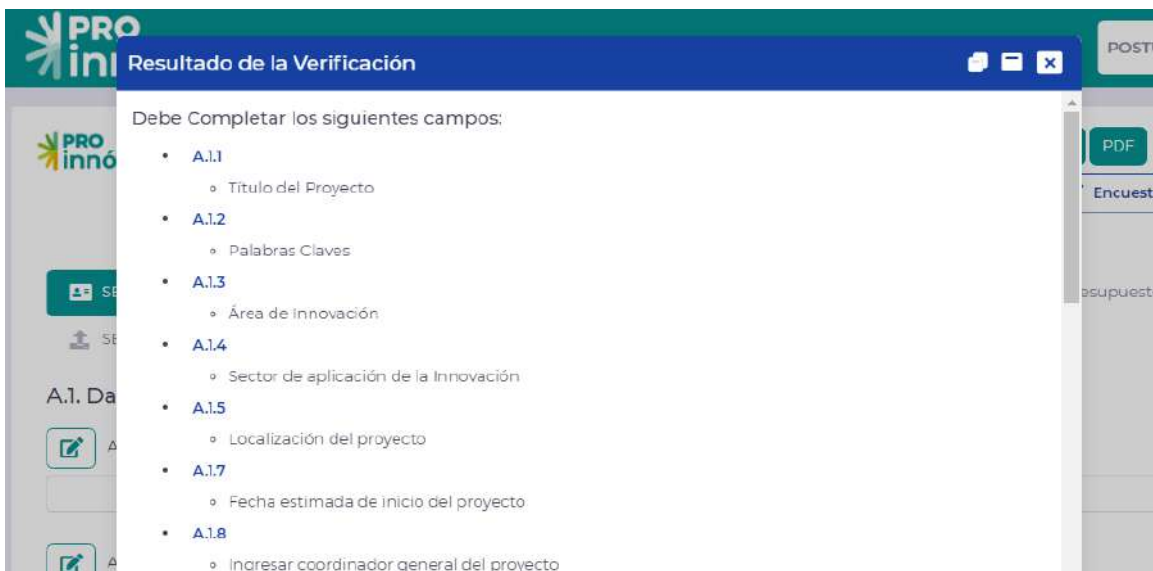 PRO
Resultado de la Verificación
Debe Completar los siguientes campos:
PRO
innó
PDF
A.1.1
Título del Proyecto
A.1.2
Palabras Claves
A.1.3
Área de Innovación
A.1.4
Sector de aplicación de la Innovación
A.1. Da
A.1.5
Localización del proyecto
A.1.7
Fecha estimada de inicio del proyecto
A.1.8
Ingresar coordinador general del proyecto